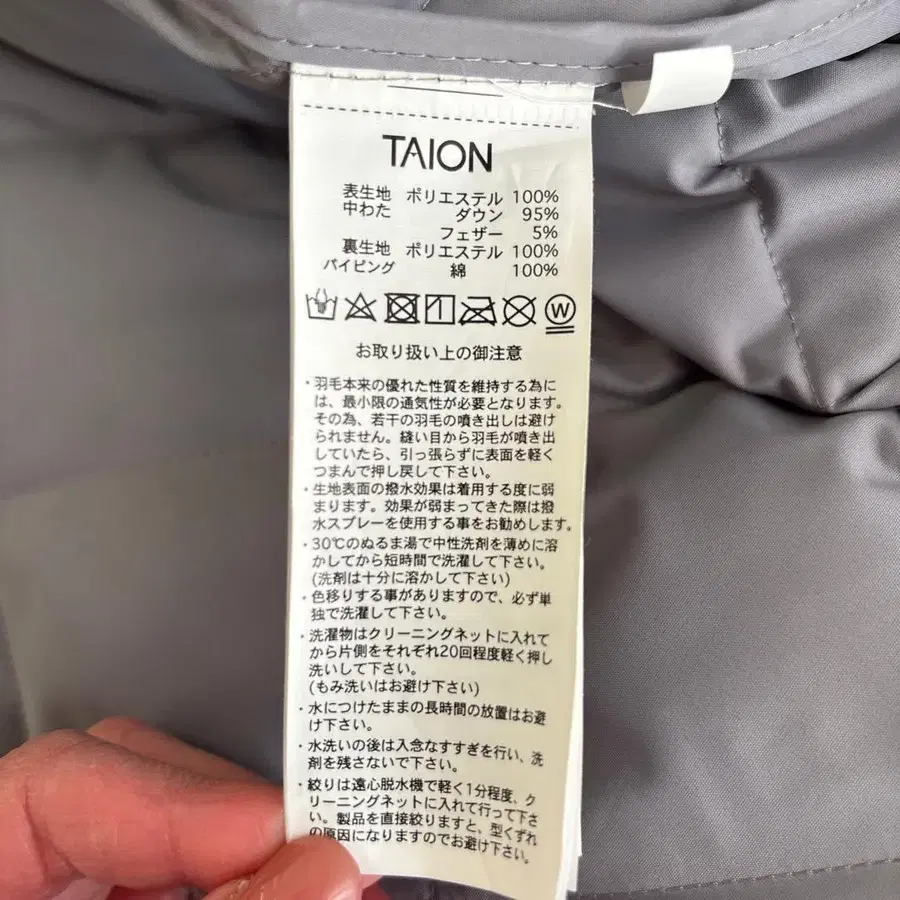 TAION
表生地 ポリエステル 100%
中わた ダウン 95%
フェザー 5%
裏生地 ポリエステル 100%
パイピング 綿 100%
W
お取り扱い上の御注意
・羽毛本来の優れた性質を維持する為に
は、最小限の通気性が必要となります。
その為、若干の羽毛の噴き出しは避け
られません。縫い目から羽毛が噴き出
していたら、引っ張らずに表面を軽く
つまんで押し戻して下さい。
・生地表面の撥水効果は着用する度に弱
まります。効果が弱まってきた際は撥
水スプレーを使用する事をお勧めします。
・30℃のぬるま湯で中性洗剤を薄めに溶
かしてから短時間で洗濯して下さい。
(洗剤は十分に溶かして下さい)
・色移りする事がありますので、必ず単
独で洗濯して下さい。
・洗濯物はクリーニングネットに入れて
から片側をそれぞれ20回程度軽く押し
洗いして下さい。
(もみ洗いはお避け下さい)
・水につけたままの長時間の放置はお避
け下さい。
・水洗いの後は入念なすすぎを行い、洗
剤を残さないで下さい。
・絞りは遠心脱水機で軽く1分程度、ク
リーニングネットに入れて行って下さ
い。製品を直接絞りますと、型くずれ
の原因になりますのでお避け下さい。